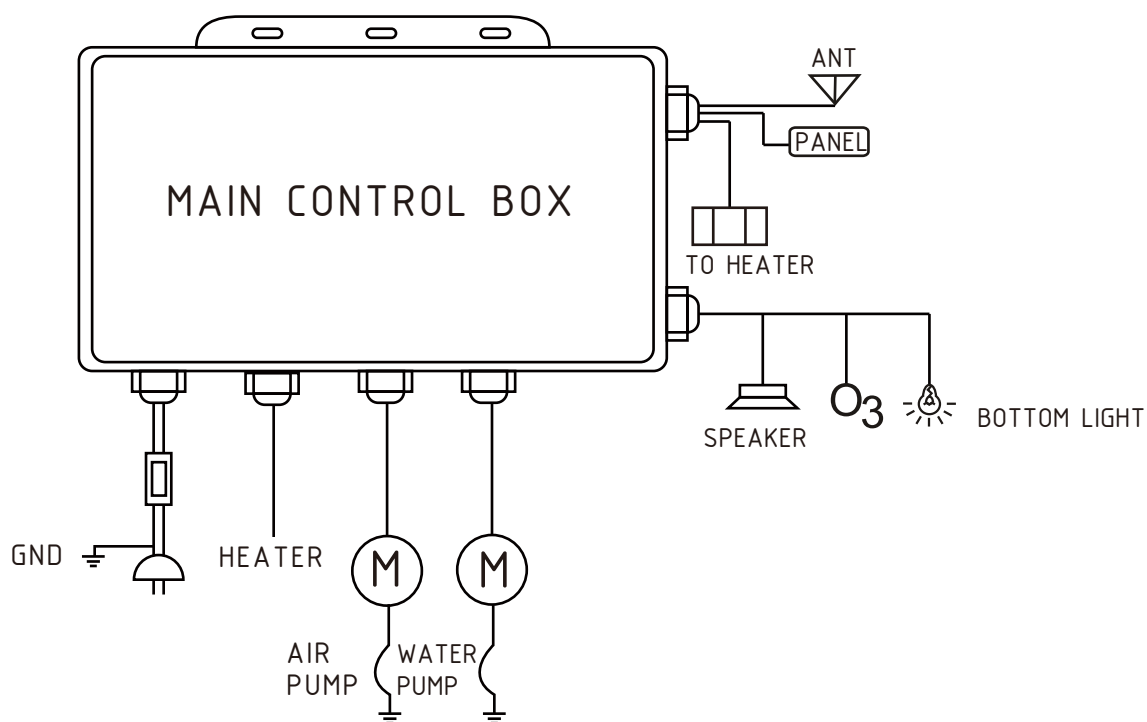 ANT
PANEL
MAIN CONTROL BOX
TO HEATER
SPEAKER
O3
BOTTOM LIGHT
GND
HEATER
M
M
AIR
PUMP
WATER
PUMP